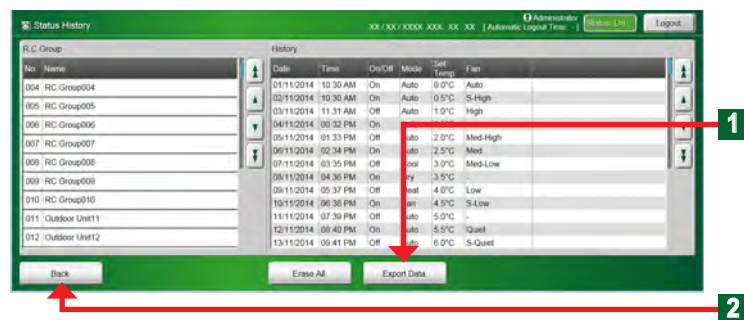 Status History
XX / XX / XXXX XXX. XX XX | Automatic Logout Time: - |
Administrator
Status: On
Logout
R.C.Group
No. Name
004 RC Group004
005 RC Group005
006 RC Group006
007 RC Group007
008 RC Group008
009 RC Group009
010 RC Group010
011 Outdoor Unit11
012 Outdoor Unit12
History
Date Time On/Off Mode Set Temp Fan
01/11/2014 10:30 AM On Auto 0.0°C Auto
02/11/2014 10:30 AM On Auto 0.5°C S-High
03/11/2014 11:31 AM Off Auto 1.0°C High
04/11/2014 00:32 PM On
05/11/2014 01:33 PM Off Auto 2.0°C Med-High
06/11/2014 02:34 PM On Auto 2.5°C Med
07/11/2014 03:35 PM Off Cool 3.0°C Med-Low
08/11/2014 04:36 PM On Dry 3.5°C -
09/11/2014 05:37 PM Off Heat 4.0°C Low
10/11/2014 06:38 PM On Fan 4.5°C S-Low
11/11/2014 07:39 PM Off Auto 5.0°C -
12/11/2014 08:40 PM On Auto 5.5°C Quiet
13/11/2014 09:41 PM Off Auto 6.0°C S-Quiet
Back
Erase All
Export Data
1
2